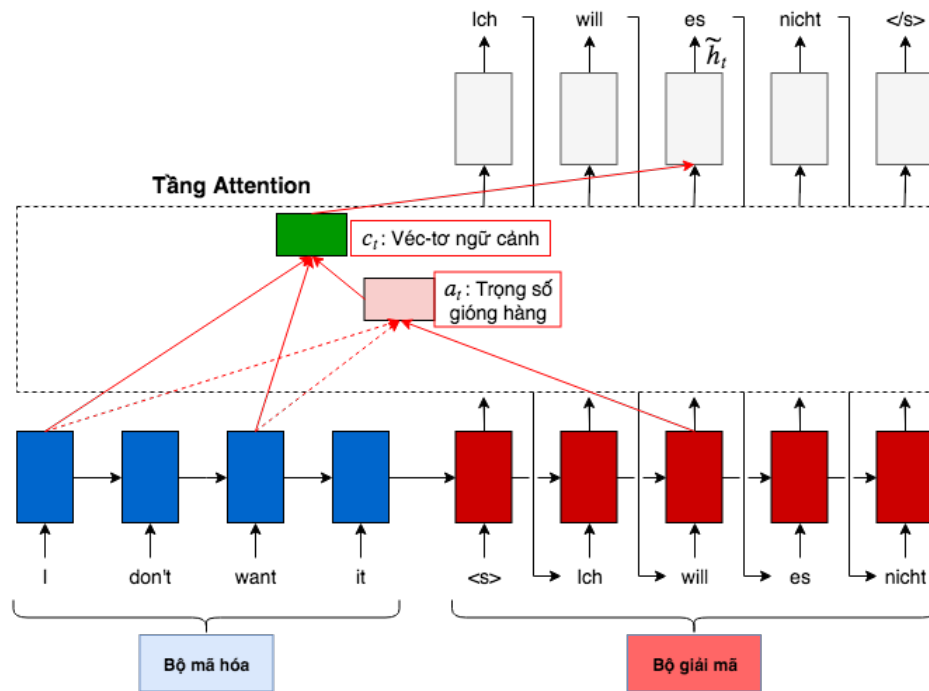 Ich will es nicht </s>
h̃ₜ
Tầng Attention
cₜ : Véc-tơ ngữ cảnh
aₜ : Trọng số
gióng hàng
I don't want it <s> Ich will es nicht
Bộ mã hóa Bộ giải mã